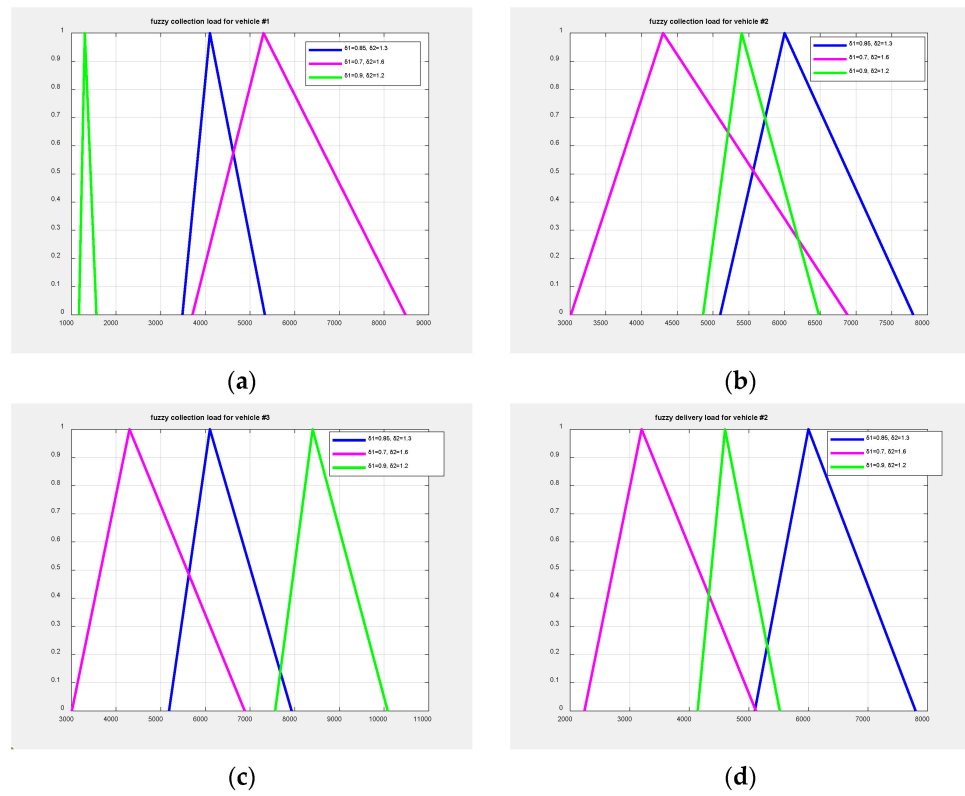 fuzzy collection load for vehicle #1
1
0.9
0.8
0.7
0.6
0.5
0.4
0.3
0.2
0.1
0
1000 2000 3000 4000 5000 6000 7000 8000 9000
δ1=0.85, δ2=1.3
δ1=0.7, δ2=1.6
δ1=0.9, δ2=1.2
(a)
fuzzy collection load for vehicle #2
1
0.9
0.8
0.7
0.6
0.5
0.4
0.3
0.2
0.1
0
3000 3500 4000 4500 5000 5500 6000 6500 7000 7500 8000
δ1=0.85, δ2=1.3
δ1=0.7, δ2=1.6
δ1=0.9, δ2=1.2
(b)
fuzzy collection load for vehicle #3
1
0.9
0.8
0.7
0.6
0.5
0.4
0.3
0.2
0.1
0
3000 4000 5000 6000 7000 8000 9000 10000 11000
δ1=0.85, δ2=1.3
δ1=0.7, δ2=1.6
δ1=0.9, δ2=1.2
(c)
fuzzy delivery load for vehicle #2
1
0.9
0.8
0.7
0.6
0.5
0.4
0.3
0.2
0.1
0
2000 3000 4000 5000 6000 7000 8000
δ1=0.85, δ2=1.3
δ1=0.7, δ2=1.6
δ1=0.9, δ2=1.2
(d)